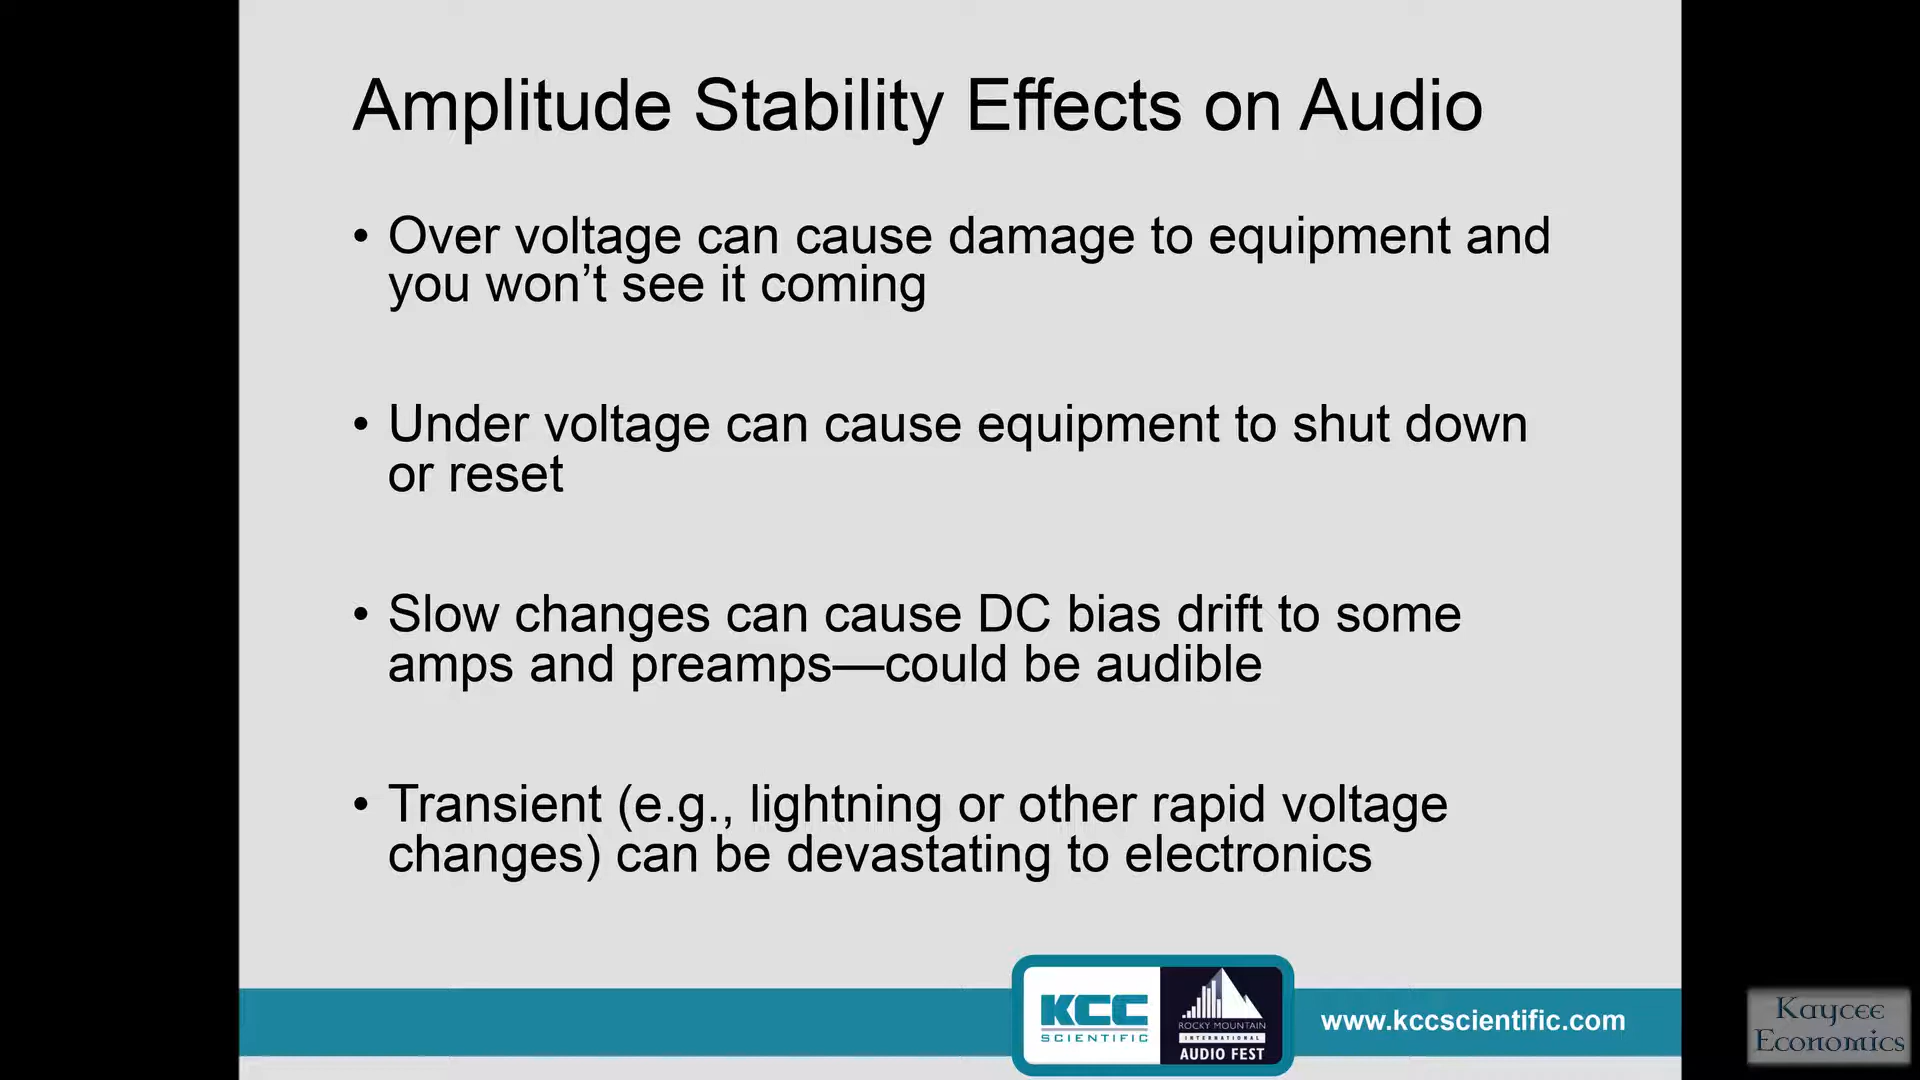 Amplitude Stability Effects on Audio
• Over voltage can cause damage to equipment and
you won’t see it coming
• Under voltage can cause equipment to shut down
or reset
• Slow changes can cause DC bias drift to some
amps and preamps—could be audible
• Transient (e.g., lightning or other rapid voltage
changes) can be devastating to electronics
KCC
SCIENTIFIC
ROCKY MOUNTAIN
INTERNATIONAL
AUDIO FEST
www.kccscientific.com
Kaycee
Economics